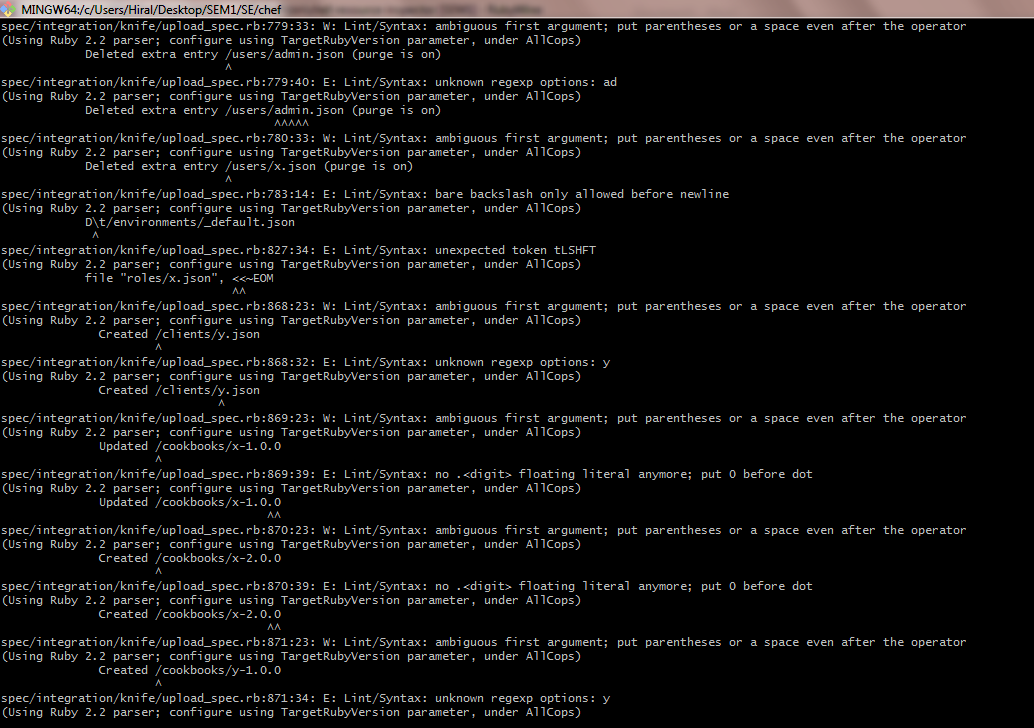 MINGW64:/c/Users/Hiral/Desktop/SEM1/SE/chef
spec/integration/knife/upload_spec.rb:779:33: W: Lint/Syntax: ambiguous first argument; put parentheses or a space even after the operator
(Using Ruby 2.2 parser; configure using TargetRubyVersion parameter, under AllCops)
            Deleted extra entry /users/admin.json (purge is on)
                                ^
spec/integration/knife/upload_spec.rb:779:40: E: Lint/Syntax: unknown regexp options: ad
(Using Ruby 2.2 parser; configure using TargetRubyVersion parameter, under AllCops)
            Deleted extra entry /users/admin.json (purge is on)
                                       ^^^^^
spec/integration/knife/upload_spec.rb:780:33: W: Lint/Syntax: ambiguous first argument; put parentheses or a space even after the operator
(Using Ruby 2.2 parser; configure using TargetRubyVersion parameter, under AllCops)
            Deleted extra entry /users/x.json (purge is on)
                                ^
spec/integration/knife/upload_spec.rb:783:14: E: Lint/Syntax: bare backslash only allowed before newline
(Using Ruby 2.2 parser; configure using TargetRubyVersion parameter, under AllCops)
            D\t/environments/_default.json
             ^
spec/integration/knife/upload_spec.rb:827:34: E: Lint/Syntax: unexpected token tLSHFT
(Using Ruby 2.2 parser; configure using TargetRubyVersion parameter, under AllCops)
            file "roles/x.json", <<~EOM
                                 ^^
spec/integration/knife/upload_spec.rb:868:23: W: Lint/Syntax: ambiguous first argument; put parentheses or a space even after the operator
(Using Ruby 2.2 parser; configure using TargetRubyVersion parameter, under AllCops)
              Created /clients/y.json
                      ^
spec/integration/knife/upload_spec.rb:868:32: E: Lint/Syntax: unknown regexp options: y
(Using Ruby 2.2 parser; configure using TargetRubyVersion parameter, under AllCops)
              Created /clients/y.json
                               ^
spec/integration/knife/upload_spec.rb:869:23: W: Lint/Syntax: ambiguous first argument; put parentheses or a space even after the operator
(Using Ruby 2.2 parser; configure using TargetRubyVersion parameter, under AllCops)
              Updated /cookbooks/x-1.0.0
                      ^
spec/integration/knife/upload_spec.rb:869:39: E: Lint/Syntax: no .<digit> floating literal anymore; put 0 before dot
(Using Ruby 2.2 parser; configure using TargetRubyVersion parameter, under AllCops)
              Updated /cookbooks/x-1.0.0
                                      ^^
spec/integration/knife/upload_spec.rb:870:23: W: Lint/Syntax: ambiguous first argument; put parentheses or a space even after the operator
(Using Ruby 2.2 parser; configure using TargetRubyVersion parameter, under AllCops)
              Created /cookbooks/x-2.0.0
                      ^
spec/integration/knife/upload_spec.rb:870:39: E: Lint/Syntax: no .<digit> floating literal anymore; put 0 before dot
(Using Ruby 2.2 parser; configure using TargetRubyVersion parameter, under AllCops)
              Created /cookbooks/x-2.0.0
                                      ^^
spec/integration/knife/upload_spec.rb:871:23: W: Lint/Syntax: ambiguous first argument; put parentheses or a space even after the operator
(Using Ruby 2.2 parser; configure using TargetRubyVersion parameter, under AllCops)
              Created /cookbooks/y-1.0.0
                      ^
spec/integration/knife/upload_spec.rb:871:34: E: Lint/Syntax: unknown regexp options: y
(Using Ruby 2.2 parser; configure using TargetRubyVersion parameter, under AllCops)